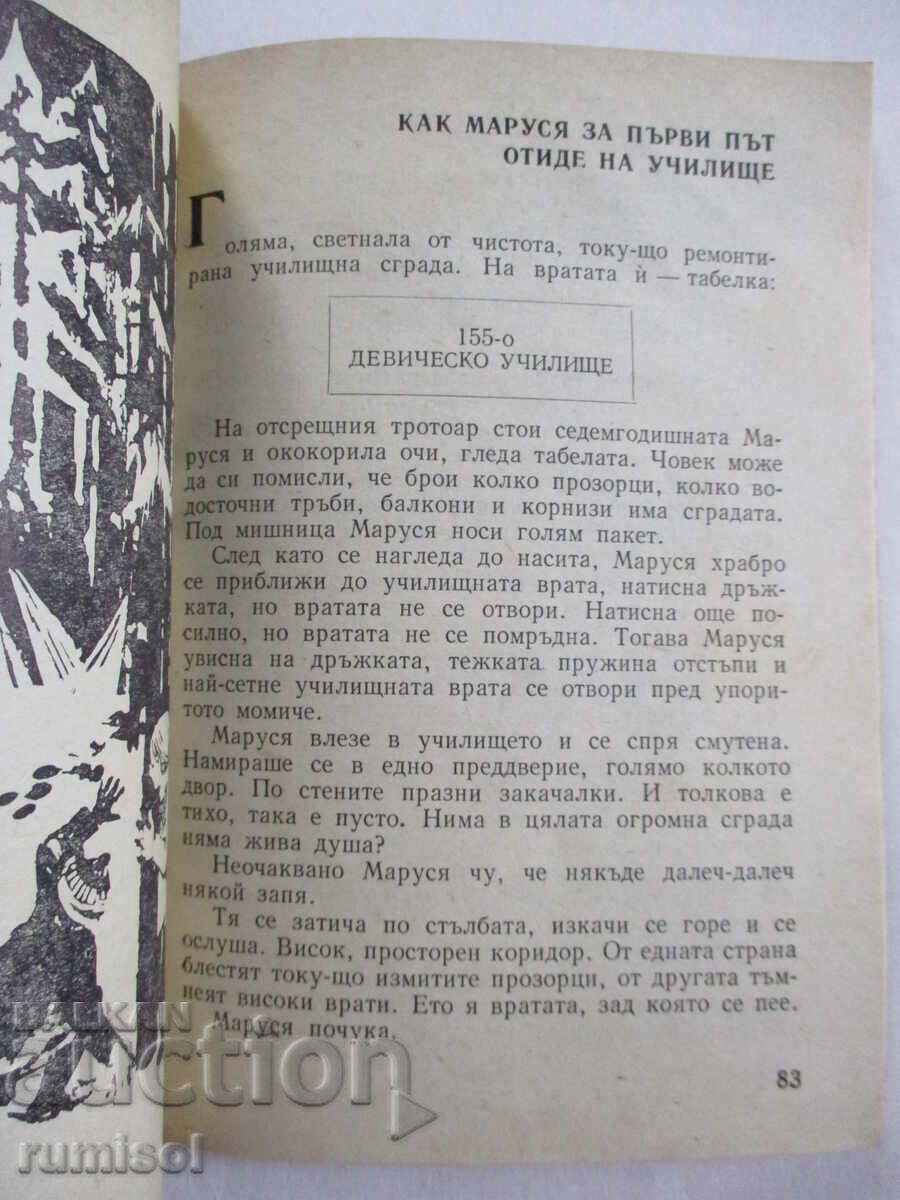 КАК МАРУСЯ ЗА ПЪРВИ ПЪТ
ОТИДЕ НА УЧИЛИЩЕ
Голяма, светнала от чистота, току-що ремонти-
рана училищна сграда. На вратата ѝ — табелка:
155-о
ДЕВИЧЕСКО УЧИЛИЩЕ
На отсрещния тротоар стои седемгодишната Ма-
руся и ококорила очи, гледа табелата. Човек може
да си помисли, че брои колко прозорци, колко во-
досточни тръби, балкони и корнизи има сградата.
Под мишница Маруся носи голям пакет.
След като се нагледа до насита, Маруся храбро
се приближи до училищната врата, натисна дръж-
ката, но вратата не се отвори. Натисна още по-
силно, но вратата не се помръдна. Тогава Маруся
увисна на дръжката, тежката пружина отстъпи и
най-сетне училищната врата се отвори пред упори-
тото момиче.
Маруся влезе в училището и се спря смутена.
Намираше се в едно преддверие, голямо колкото
двор. По стените празни закачалки. И толкова е
тихо, така е пусто. Нима в цялата огромна сграда
няма жива душа?
Неочаквано Маруся чу, че някъде далеч-далеч
някой запя.
Тя се затича по стълбата, изкачи се горе и се
ослуша. Висок, просторен коридор. От едната страна
блестят току-що измитите прозорци, от другата тъм-
неят високи врати. Ето я вратата, зад която се пее.
Маруся почука.
83
BALKAN
auction
rumisol